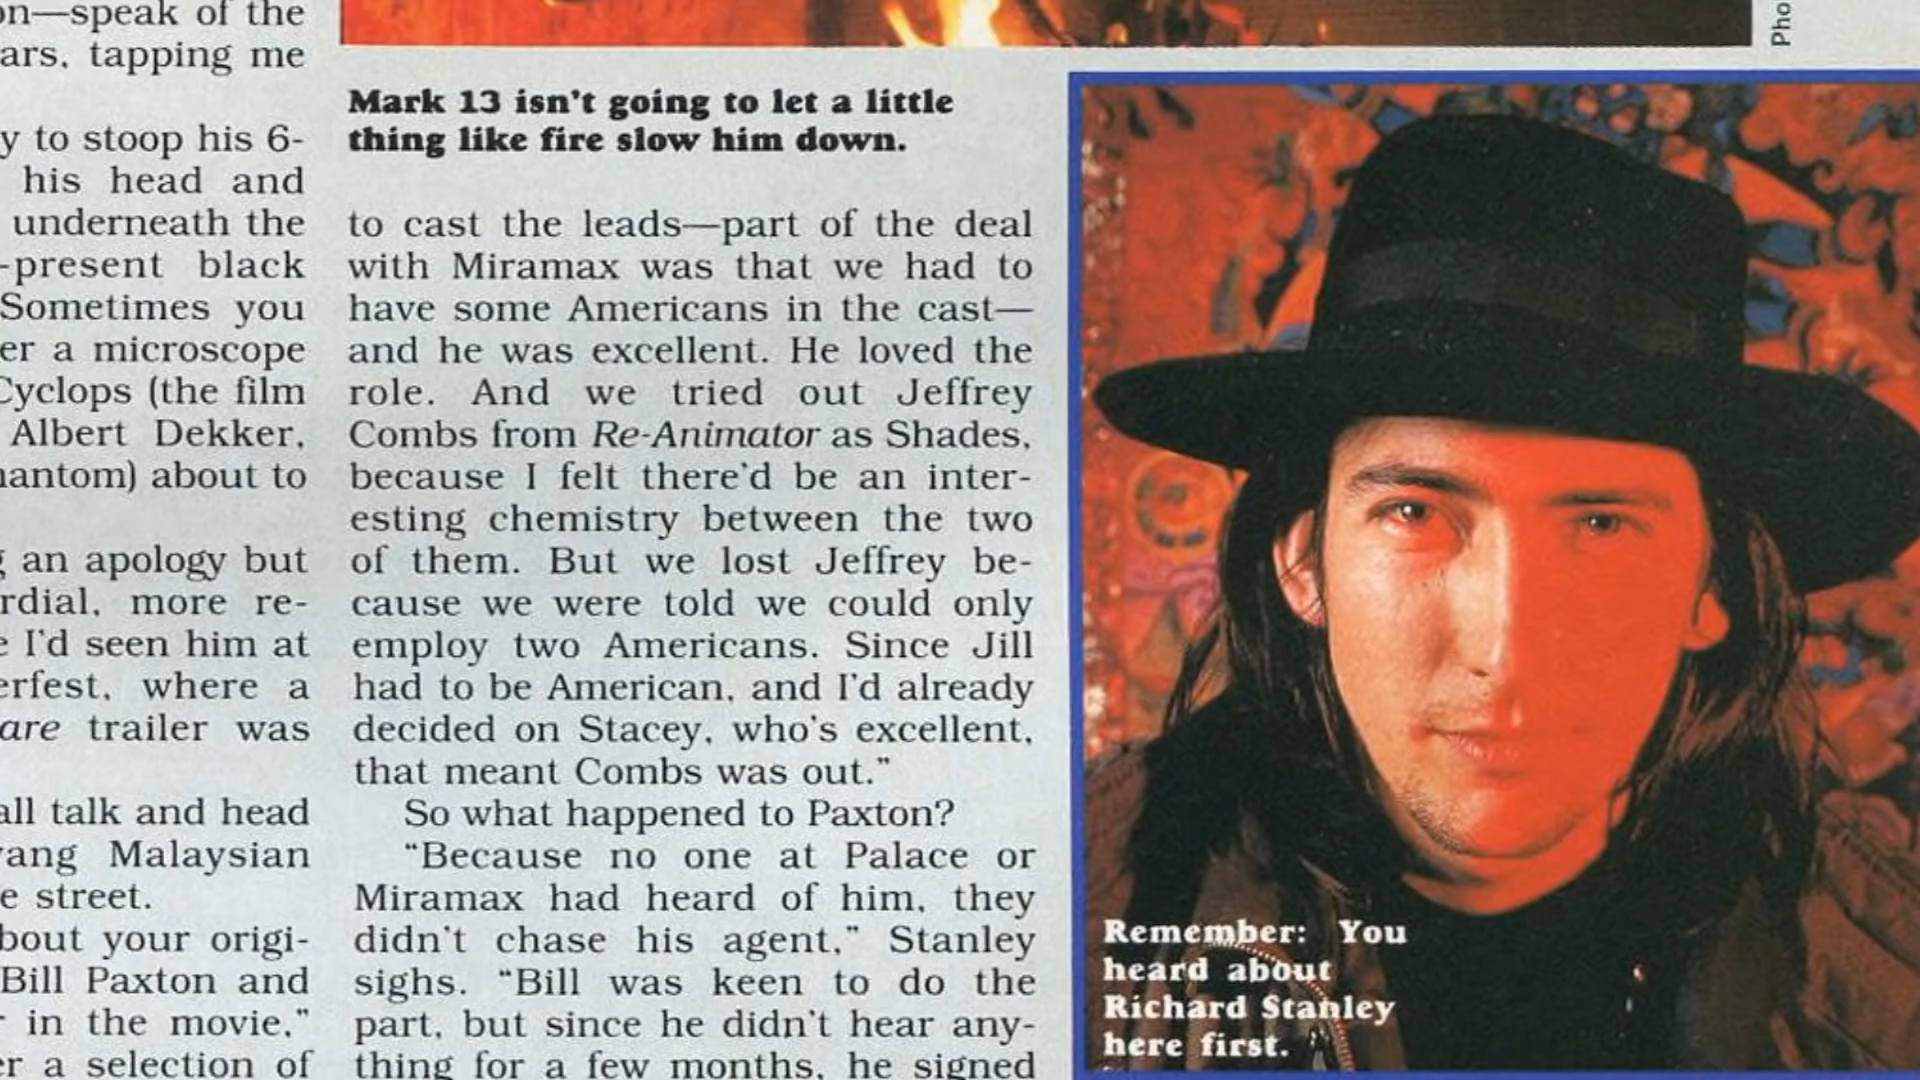 on—speak of the
ars, tapping me
y to stoop his 6-
his head and
underneath the
-present black
Sometimes you
er a microscope
Cyclops (the film
Albert Dekker,
hantom) about to
g an apology but
rdial, more re-
e I'd seen him at
erfest, where a
are trailer was
all talk and head
yang Malaysian
e street.
bout your origi-
Bill Paxton and
r in the movie,"
er a selection of
Mark 13 isn't going to let a little
thing like fire slow him down.
to cast the leads—part of the deal
with Miramax was that we had to
have some Americans in the cast—
and he was excellent. He loved the
role. And we tried out Jeffrey
Combs from Re-Animator as Shades,
because I felt there'd be an inter-
esting chemistry between the two
of them. But we lost Jeffrey be-
cause we were told we could only
employ two Americans. Since Jill
had to be American, and I'd already
decided on Stacey, who's excellent,
that meant Combs was out."
So what happened to Paxton?
"Because no one at Palace or
Miramax had heard of him, they
didn't chase his agent," Stanley
sighs. "Bill was keen to do the
part, but since he didn't hear any-
thing for a few months, he signed
Pho
Remember: You
heard about
Richard Stanley
here first.